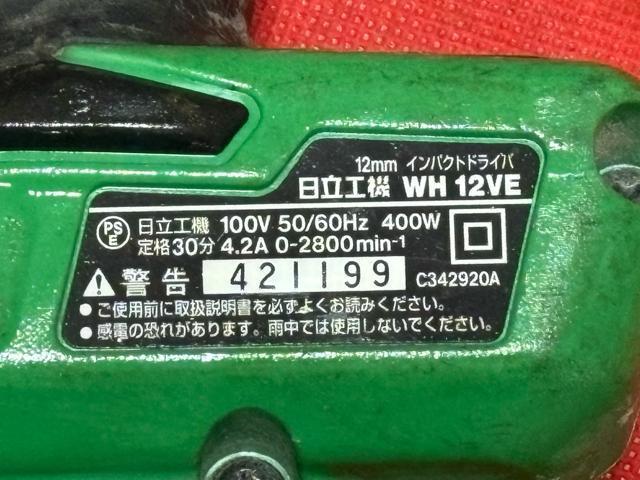 12mm インパクトドライバ
日立工機 WH 12VE
PSE 日立工機 100V 50/60Hz 400W
定格30分 4.2A 0-2800min-1
警告 421199 C342920A
● ご使用前に取扱説明書を必ずよくお読みください。
● 感電の恐れがあります。雨中では使用しないでください。